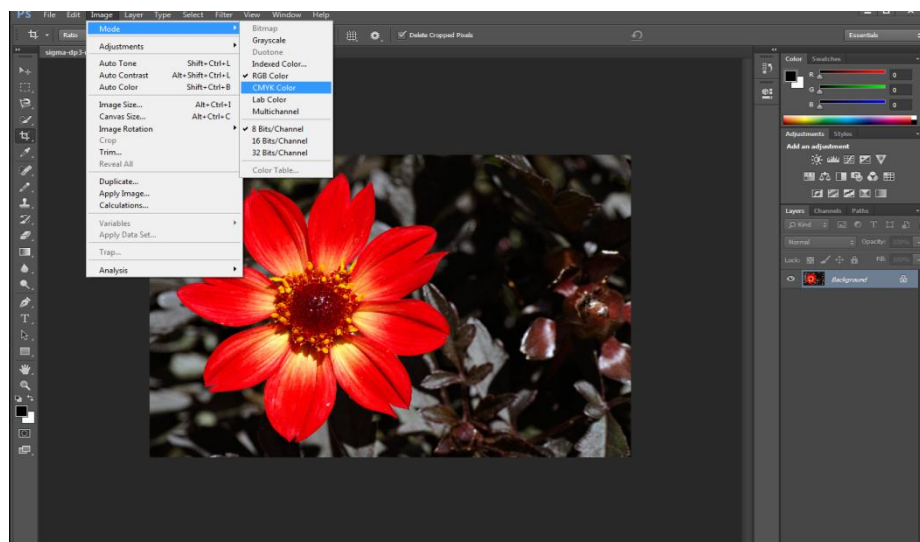 PS File Edit Image Layer Type Select Filter View Window Help
Ratio
Delete Cropped Pixels
Essentials
sigma-dp3-
Mode
Adjustments
Auto Tone Shift+Ctrl+L
Auto Contrast Alt+Shift+Ctrl+L
Auto Color Shift+Ctrl+B
Image Size... Alt+Ctrl+I
Canvas Size... Alt+Ctrl+C
Image Rotation
Crop
Trim...
Reveal All
Duplicate...
Apply Image...
Calculations...
Variables
Apply Data Set...
Trap...
Analysis
Bitmap
Grayscale
Duotone
Indexed Color...
RGB Color
CMYK Color
Lab Color
Multichannel
8 Bits/Channel
16 Bits/Channel
32 Bits/Channel
Color Table...
Color Swatches
R 0
G 0
B 0
Adjustments Styles
Add an adjustment
Layers Channels Paths
Kind
Normal Opacity: 100%
Lock: Fill: 100%
Background